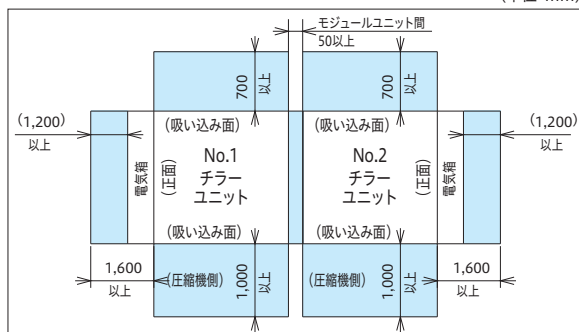 モジュールユニット間
50以上
700
以上
700
以上
(1,200)
以上
(吸い込み面)
(吸い込み面)
(1,200)
以上
電気箱
(正面)
No.1
チラー
ユニット
No.2
チラー
ユニット
(正面)
電気箱
(吸い込み面)
(吸い込み面)
1,600
以上
(圧縮機側)
1,000
以上
(圧縮機側)
1,000
以上
1,600
以上